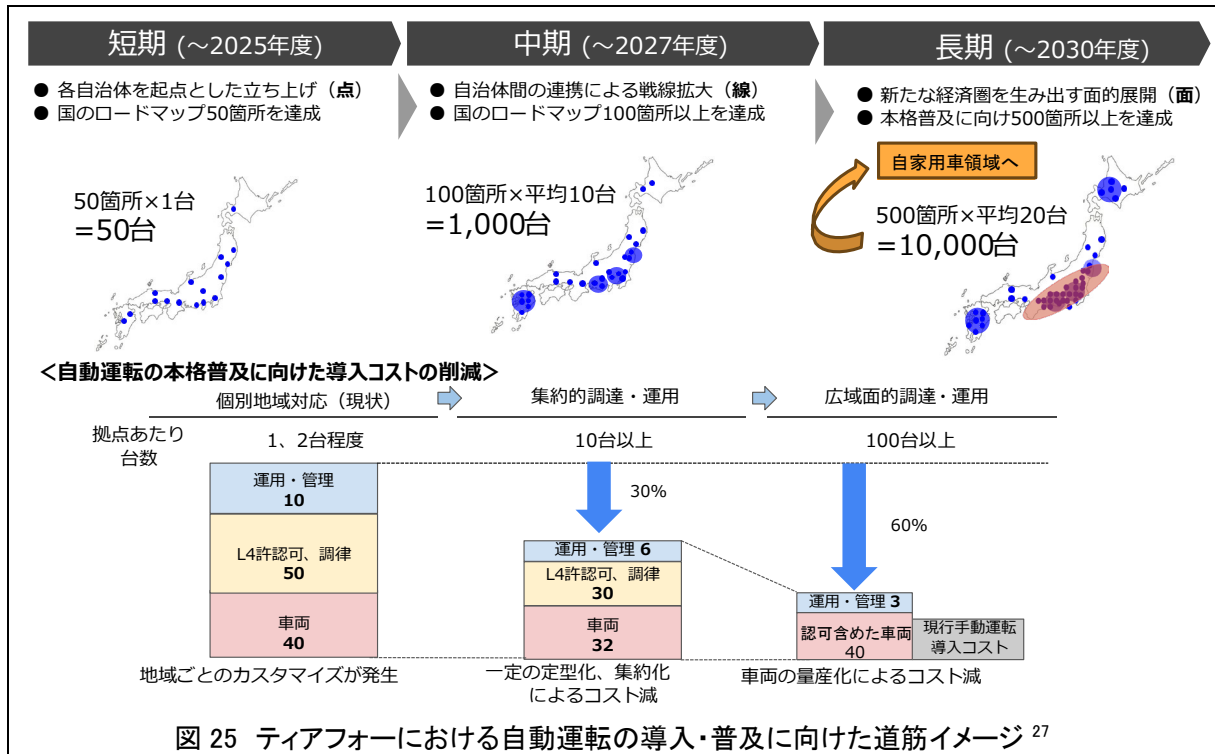 短期 (～2025年度)
中期 (～2027年度)
長期 (～2030年度)
● 各自治体を起点とした立ち上げ（点）
● 国のロードマップ50箇所を達成
● 自治体間の連携による戦線拡大（線）
● 国のロードマップ100箇所以上を達成
● 新たな経済圏を生み出す面的展開（面）
● 本格普及に向け500箇所以上を達成
自家用車領域へ
50箇所×1台
=50台
100箇所×平均10台
=1,000台
500箇所×平均20台
=10,000台
＜自動運転の本格普及に向けた導入コストの削減＞
個別地域対応（現状）
集約的調達・運用
広域面的調達・運用
拠点あたり
台数
1、2台程度
10台以上
100台以上
運用・管理
10
L4許認可、調律
50
車両
40
30%
運用・管理 6
L4許認可、調律
30
車両
32
60%
運用・管理 3
認可含めた車両
40
現行手動運転
導入コスト
地域ごとのカスタマイズが発生
一定の定型化、集約化
によるコスト減
車両の量産化によるコスト減
図 25 ティアフォーにおける自動運転の導入・普及に向けた道筋イメージ 27